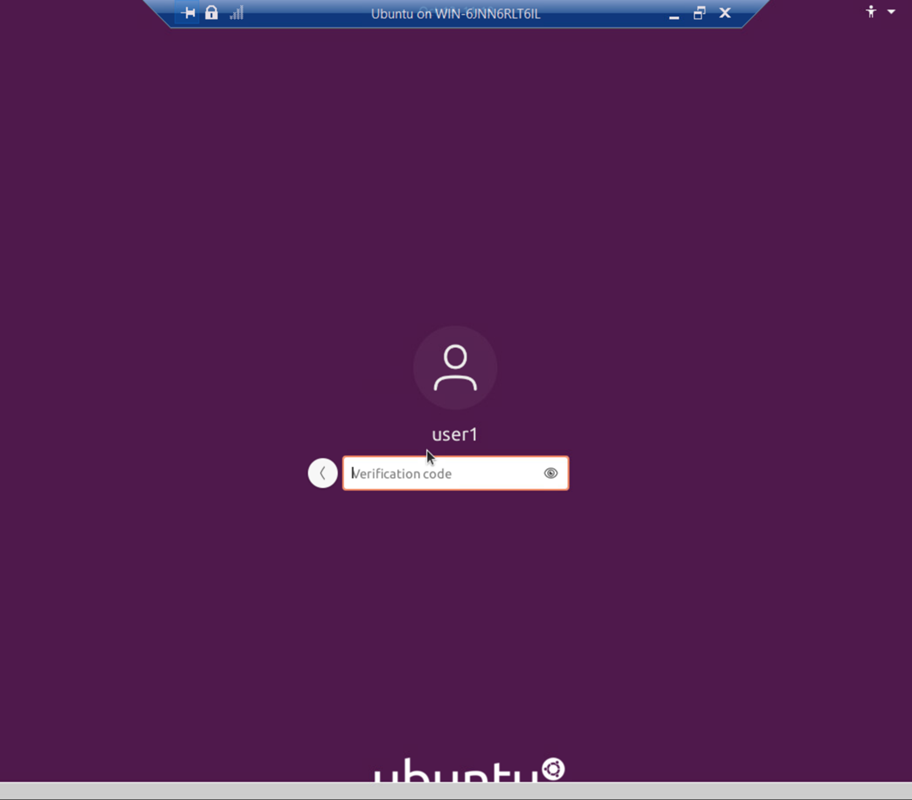 Ubuntu on WIN-6JNN6RLT6IL
user1
Verification code
ubuntu